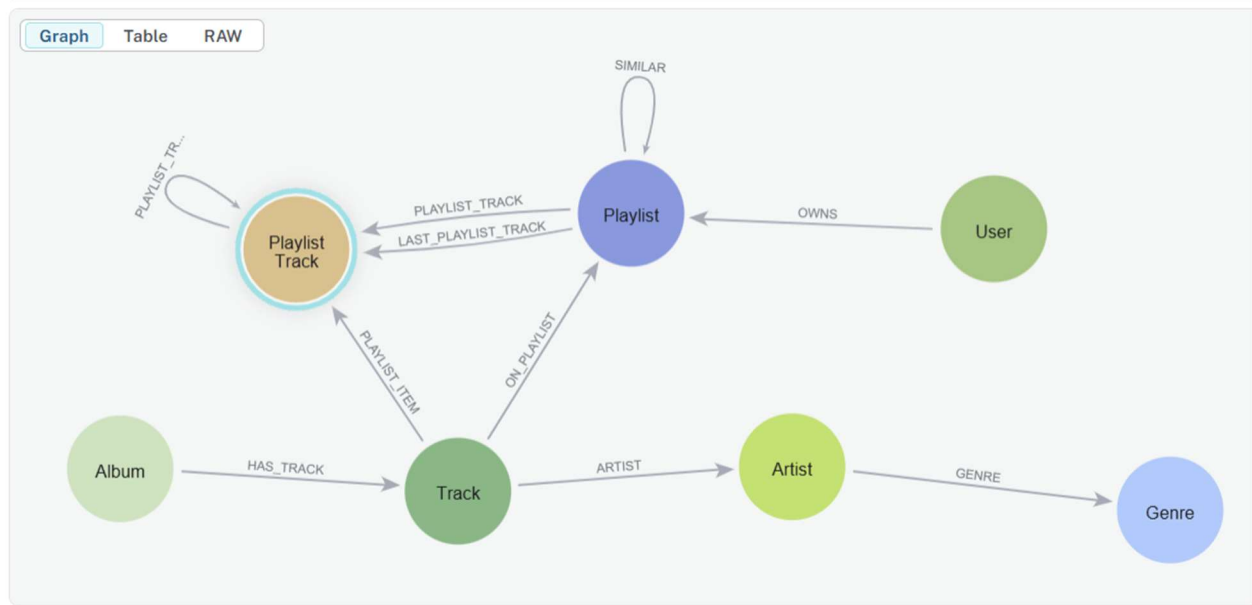 Graph Table RAW
SIMILAR
PLAYLIST_TR...
PLAYLIST_TRACK
LAST_PLAYLIST_TRACK
OWNS
Playlist
User
Playlist
Track
PLAYLIST_ITEM
ON_PLAYLIST
Album
HAS_TRACK
Track
ARTIST
Artist
GENRE
Genre